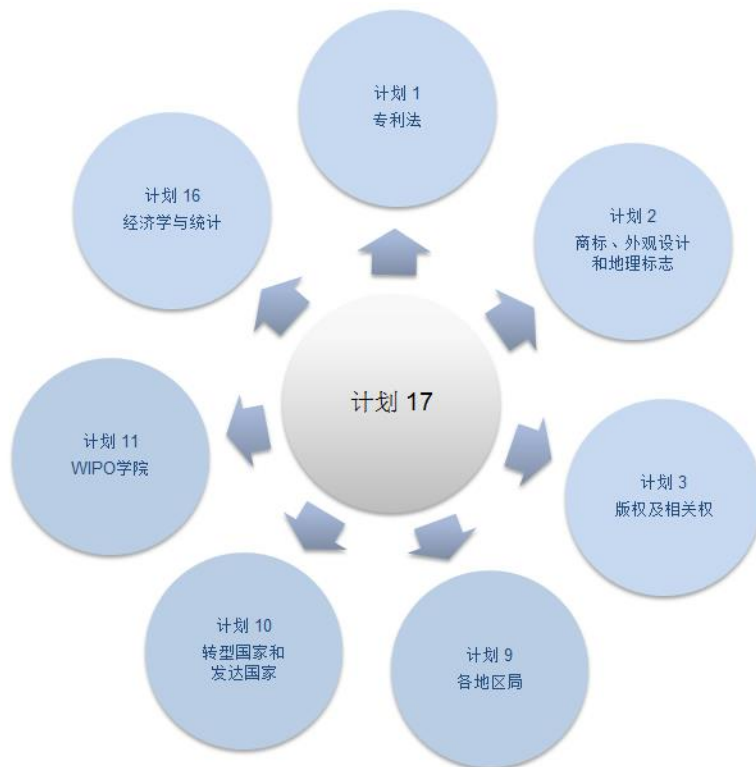 计划 1
专利法
计划 2
商标、外观设计
和地理标志
计划 3
版权及相关权
计划 9
各地区局
计划 10
转型国家和
发达国家
计划 11
WIPO学院
计划 16
经济学与统计
计划 17